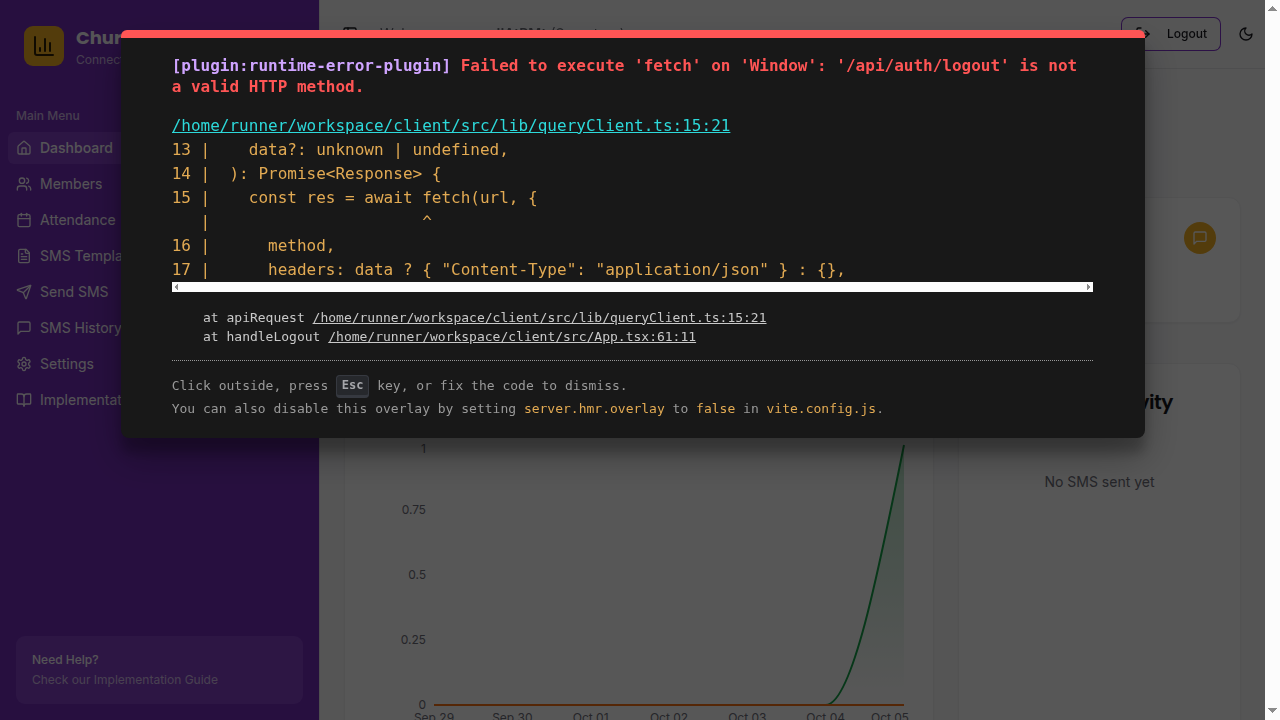 Chur
Connec
Logout
[plugin:runtime-error-plugin] Failed to execute 'fetch' on 'Window': '/api/auth/logout' is not
a valid HTTP method.
/home/runner/workspace/client/src/lib/queryClient.ts:15:21
13 |    data?: unknown | undefined,
14 |  ): Promise<Response> {
15 |    const res = await fetch(url, {
   |                      ^
16 |      method,
17 |      headers: data ? { "Content-Type": "application/json" } : {},
at apiRequest /home/runner/workspace/client/src/lib/queryClient.ts:15:21
at handleLogout /home/runner/workspace/client/src/App.tsx:61:11
Click outside, press Esc key, or fix the code to dismiss.
You can also disable this overlay by setting server.hmr.overlay to false in vite.config.js.
Main Menu
Dashboard
Members
Attendance
SMS Templa
Send SMS
SMS History
Settings
Implementat
Need Help?
Check our Implementation Guide
vity
No SMS sent yet
1
0.75
0.5
0.25
0
Sep 29 Sep 30 Oct 01 Oct 02 Oct 03 Oct 04 Oct 05